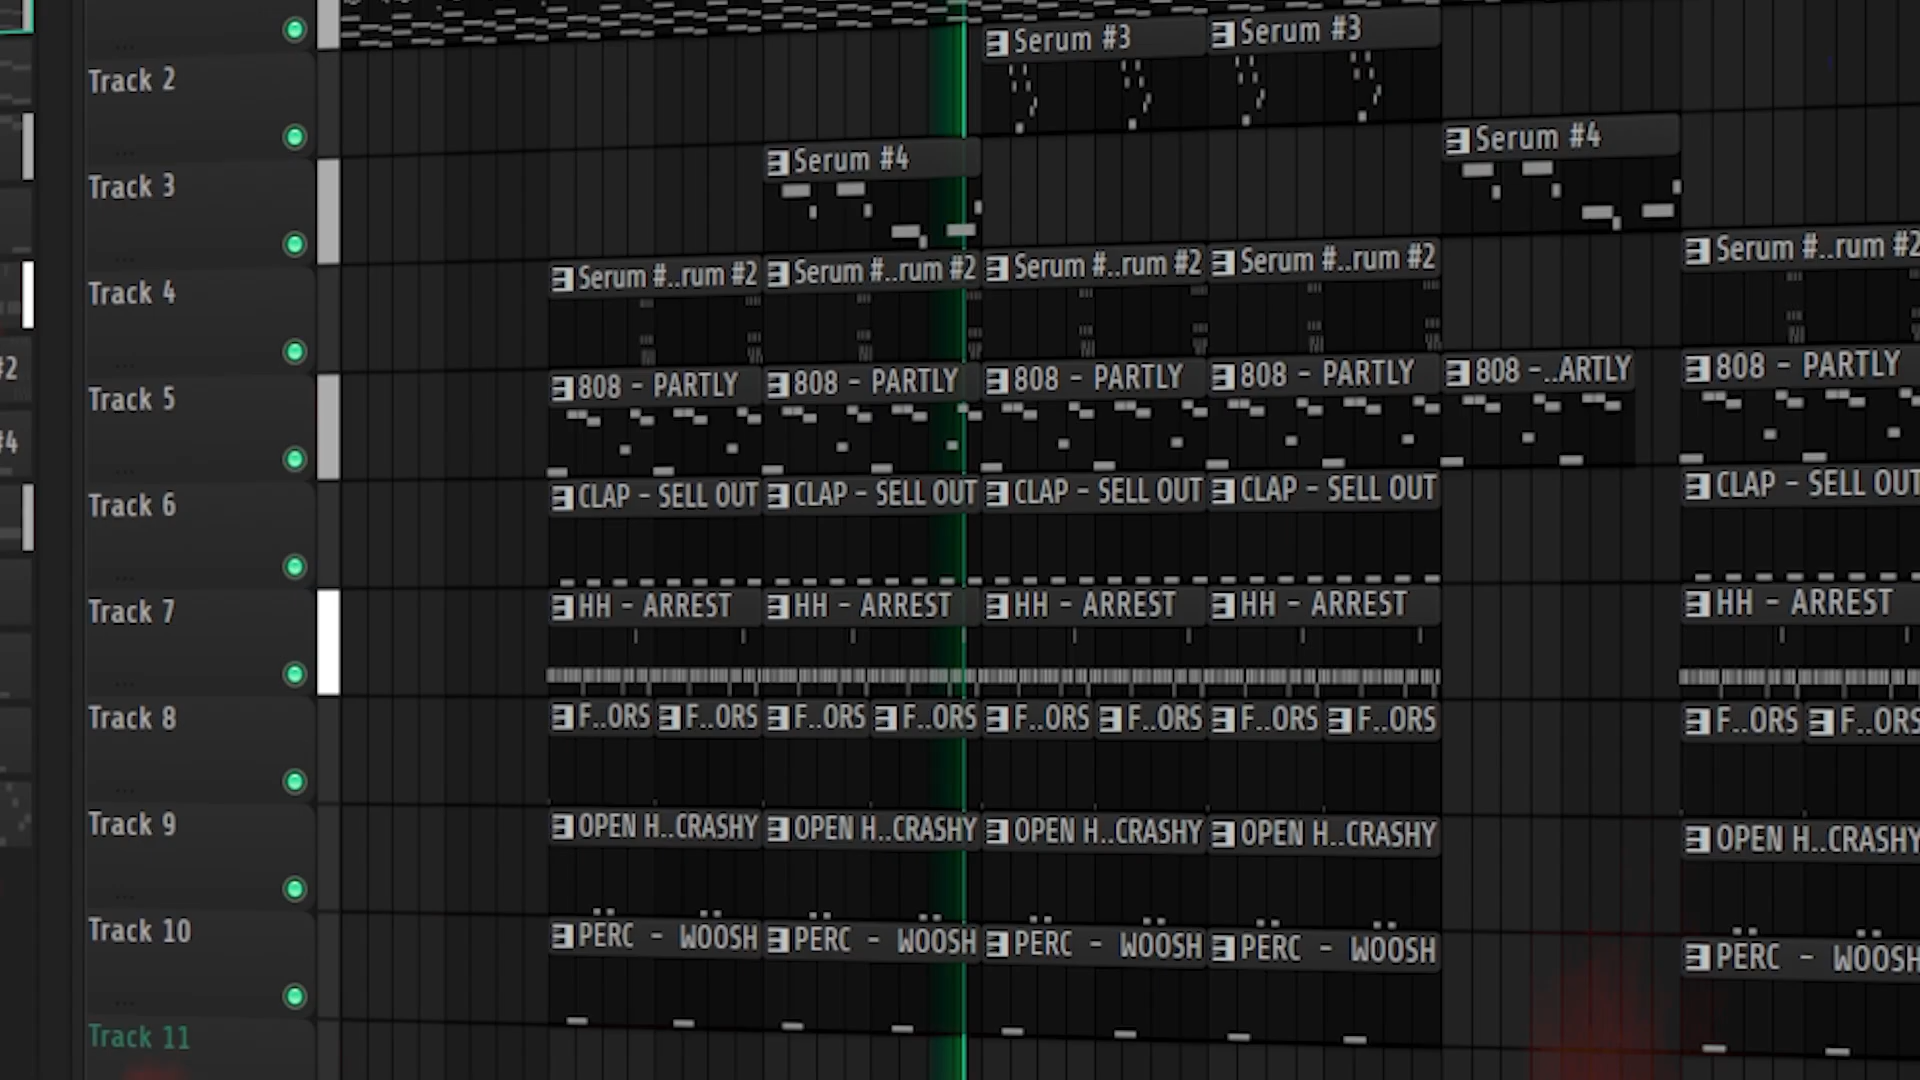 Serum #3 Serum #3
Track 2
Serum #4 Serum #4
Track 3
Serum #..rum #2 Serum #..rum #2 Serum #..rum #2 Serum #..rum #2 Serum #..rum #2
Track 4
#2
808 - PARTLY 808 - PARTLY 808 - PARTLY 808 - PARTLY 808 -..ARTLY 808 - PARTLY
Track 5
#4
CLAP - SELL OUT CLAP - SELL OUT CLAP - SELL OUT CLAP - SELL OUT CLAP - SELL OUT
Track 6
HH - ARREST HH - ARREST HH - ARREST HH - ARREST HH - ARREST
Track 7
F..ORS F..ORS F..ORS F..ORS F..ORS F..ORS F..ORS F..ORS F..ORS F..ORS
Track 8
OPEN H..CRASHY OPEN H..CRASHY OPEN H..CRASHY OPEN H..CRASHY OPEN H..CRASHY
Track 9
PERC - WOOSH PERC - WOOSH PERC - WOOSH PERC - WOOSH PERC - WOOSH
Track 10
Track 11